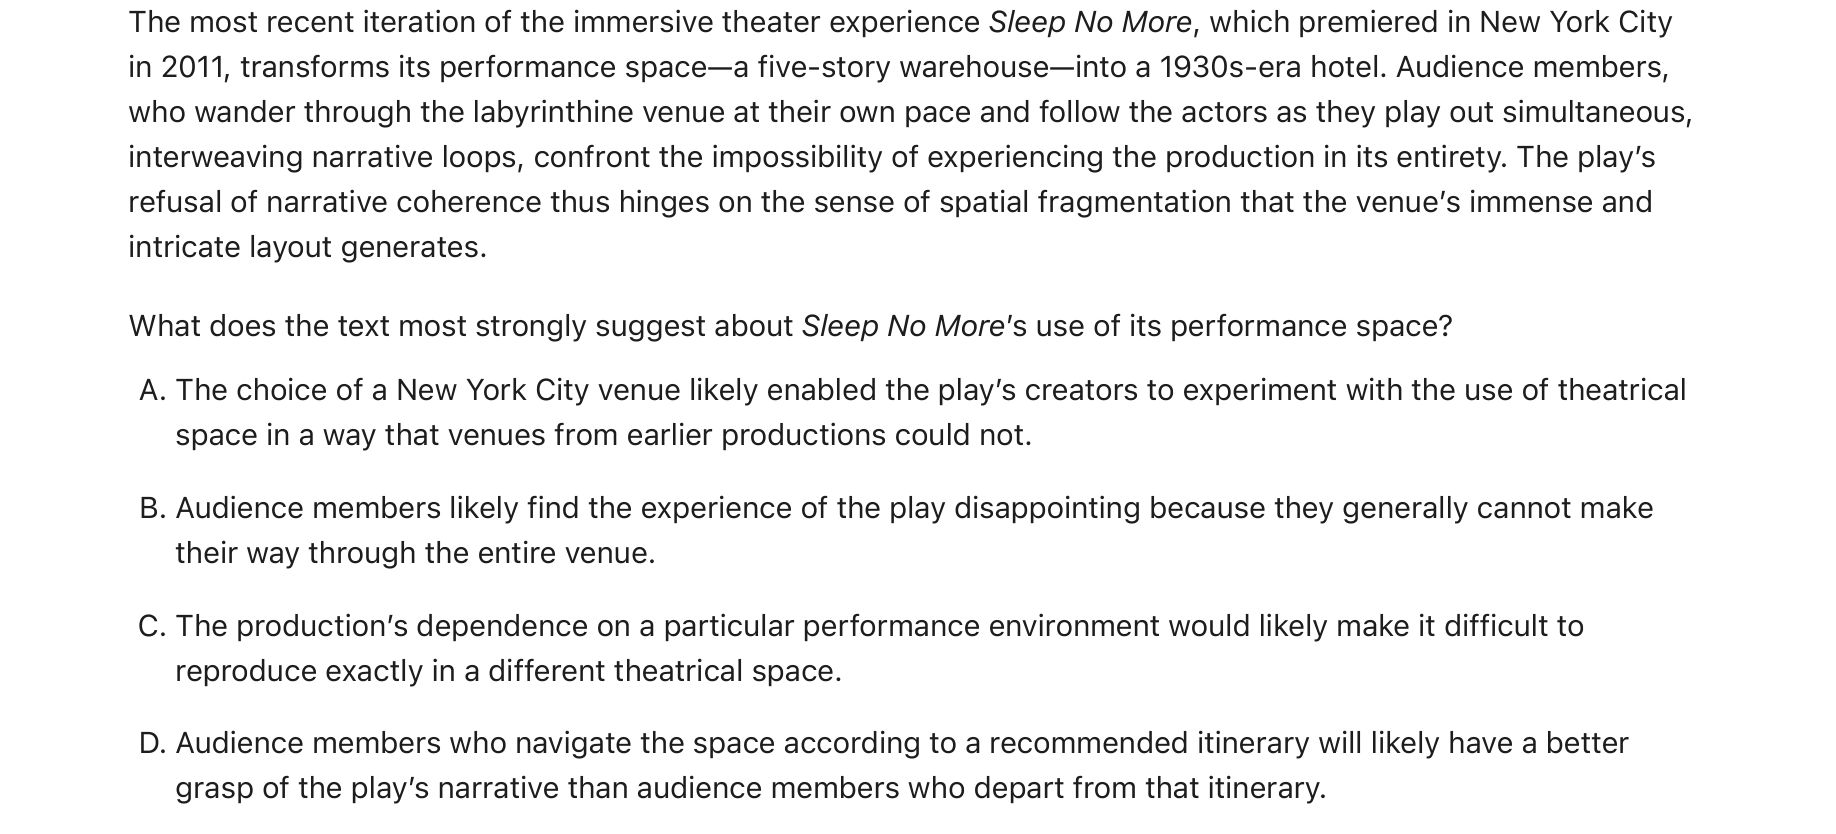 The most recent iteration of the immersive theater experience Sleep No More, which premiered in New York City
in 2011, transforms its performance space—a five-story warehouse—into a 1930s-era hotel. Audience members,
who wander through the labyrinthine venue at their own pace and follow the actors as they play out simultaneous,
interweaving narrative loops, confront the impossibility of experiencing the production in its entirety. The play’s
refusal of narrative coherence thus hinges on the sense of spatial fragmentation that the venue’s immense and
intricate layout generates.
What does the text most strongly suggest about Sleep No More’s use of its performance space?
A. The choice of a New York City venue likely enabled the play’s creators to experiment with the use of theatrical
space in a way that venues from earlier productions could not.
B. Audience members likely find the experience of the play disappointing because they generally cannot make
their way through the entire venue.
C. The production’s dependence on a particular performance environment would likely make it difficult to
reproduce exactly in a different theatrical space.
D. Audience members who navigate the space according to a recommended itinerary will likely have a better
grasp of the play’s narrative than audience members who depart from that itinerary.